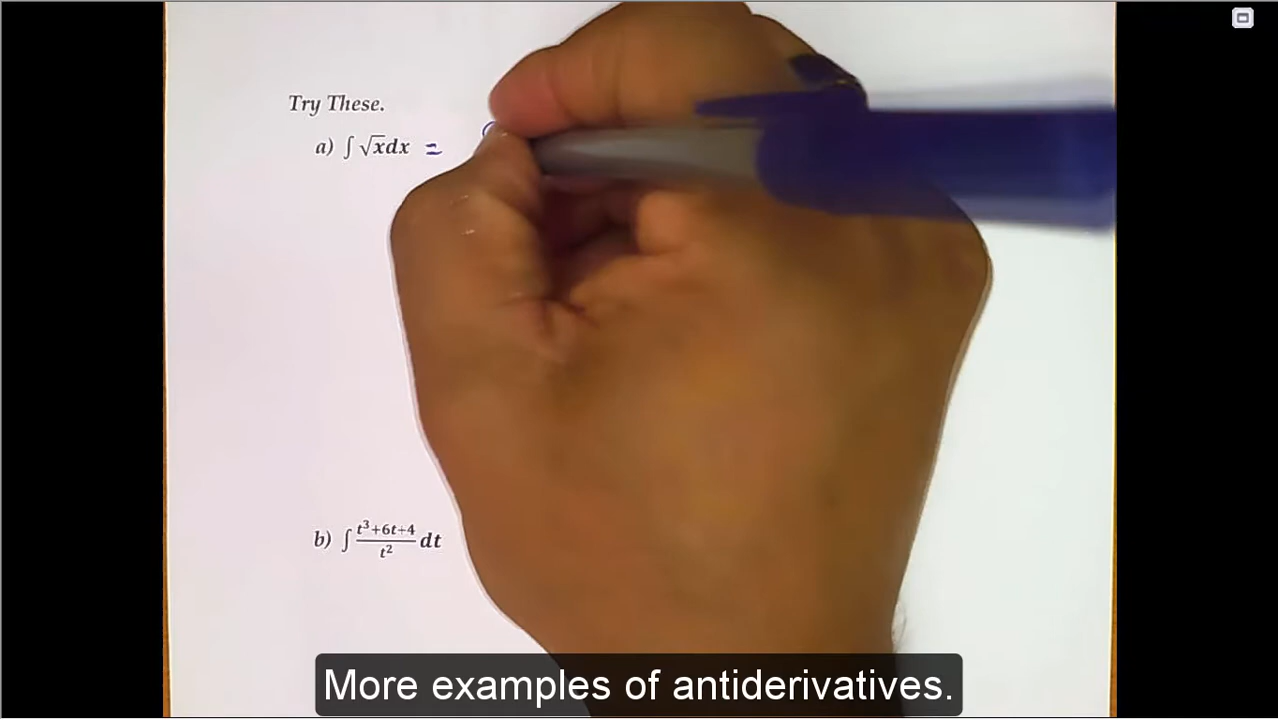 Try These.
a) ∫ √x dx =
b) ∫ t³+6t+4 / t² dt
More examples of antiderivatives.